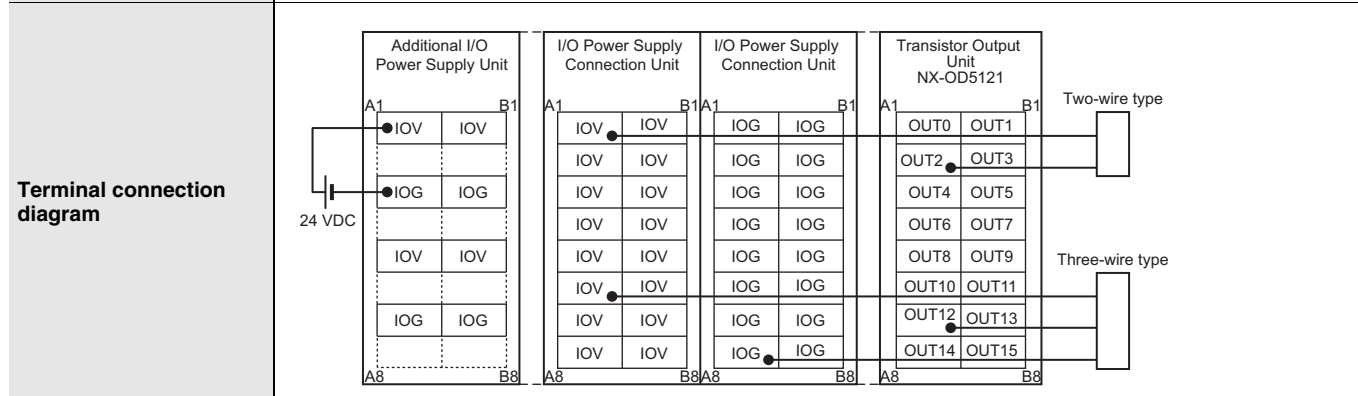 Terminal connection
diagram
Additional I/O
Power Supply Unit
I/O Power Supply
Connection Unit
I/O Power Supply
Connection Unit
Transistor Output
Unit
NX-OD5121
A1 B1 A1 B1 A1 B1 A1 B1
Two-wire type
IOV IOV IOV IOV IOG IOG OUT0 OUT1
IOV IOV IOG IOG OUT2 OUT3
IOG IOG IOV IOV IOG IOG OUT4 OUT5
24 VDC
IOV IOV IOG IOG OUT6 OUT7
IOV IOV IOV IOV IOG IOG OUT8 OUT9
Three-wire type
IOV IOV IOG IOG OUT10 OUT11
IOG IOG IOV IOV IOG IOG OUT12 OUT13
IOV IOV IOG IOG OUT14 OUT15
A8 B8 A8 B8 A8 B8 A8 B8